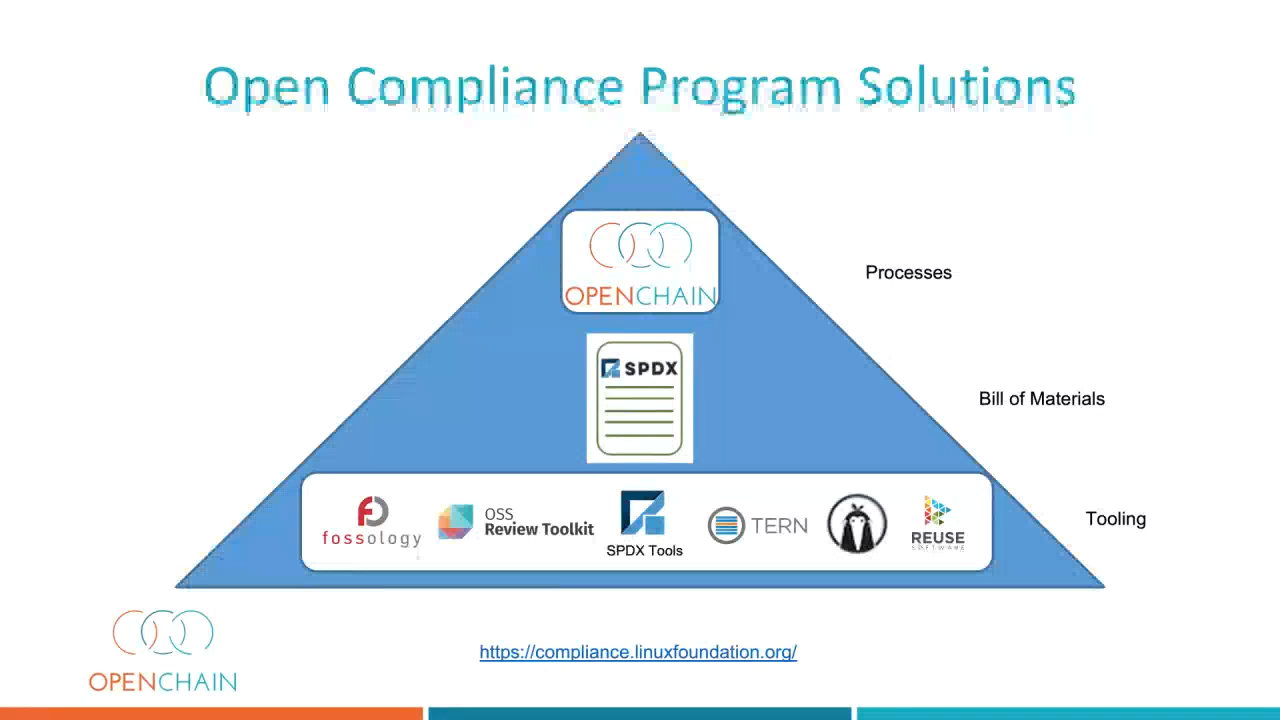 Open Compliance Program Solutions
OPENCHAIN
Processes
SPDX
Bill of Materials
fossology
OSS
Review Toolkit
SPDX Tools
TERN
REUSE
SOFTWARE
Tooling
OPENCHAIN
https://compliance.linuxfoundation.org/